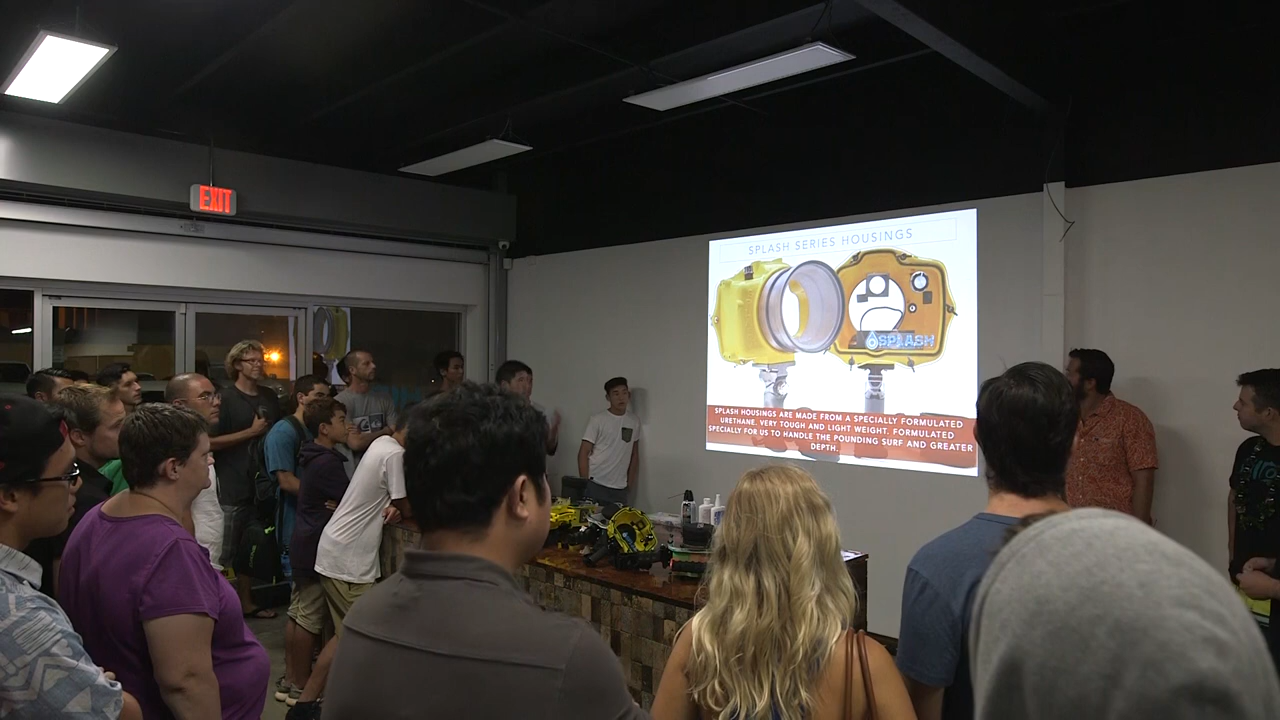 EXIT
SPLASH SERIES HOUSINGS
SPLASH
SPLASH HOUSINGS ARE MADE FROM A SPECIALLY FORMULATED
URETHANE. VERY TOUGH AND LIGHT WEIGHT. FORMULATED
SPECIALLY FOR US TO HANDLE THE POUNDING SURF AND GREATER
DEPTH.